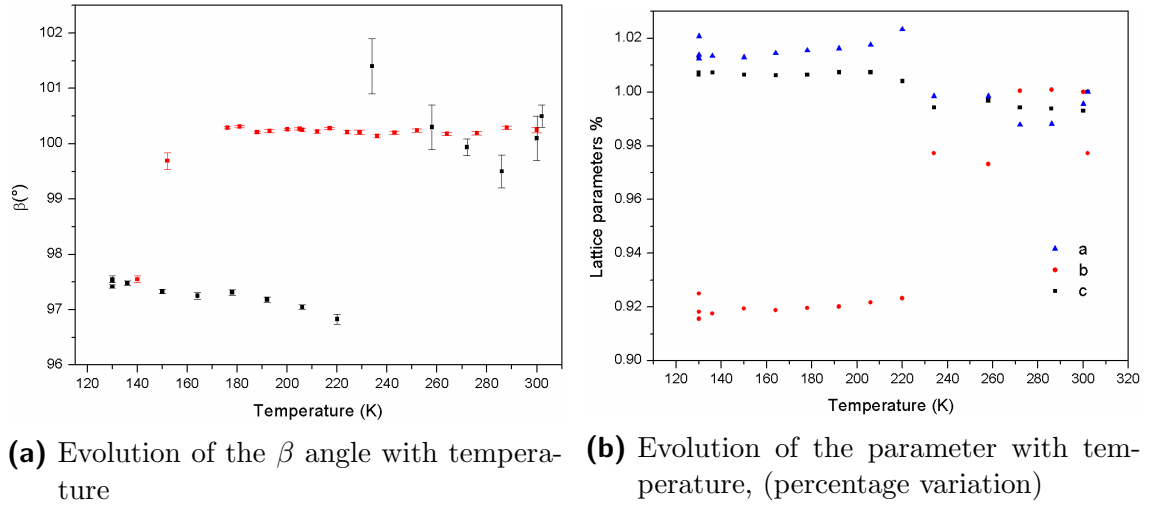 102
101
100
99
98
97
96
β(°)
120 140 160 180 200 220 240 260 280 300
Temperature (K)
(a) Evolution of the β angle with tempera-
ture
1.02
1.00
0.98
0.96
0.94
0.92
0.90
Lattice parameters %
a
b
c
120 140 160 180 200 220 240 260 280 300 320
Temperature (K)
(b) Evolution of the parameter with tem-
perature, (percentage variation)